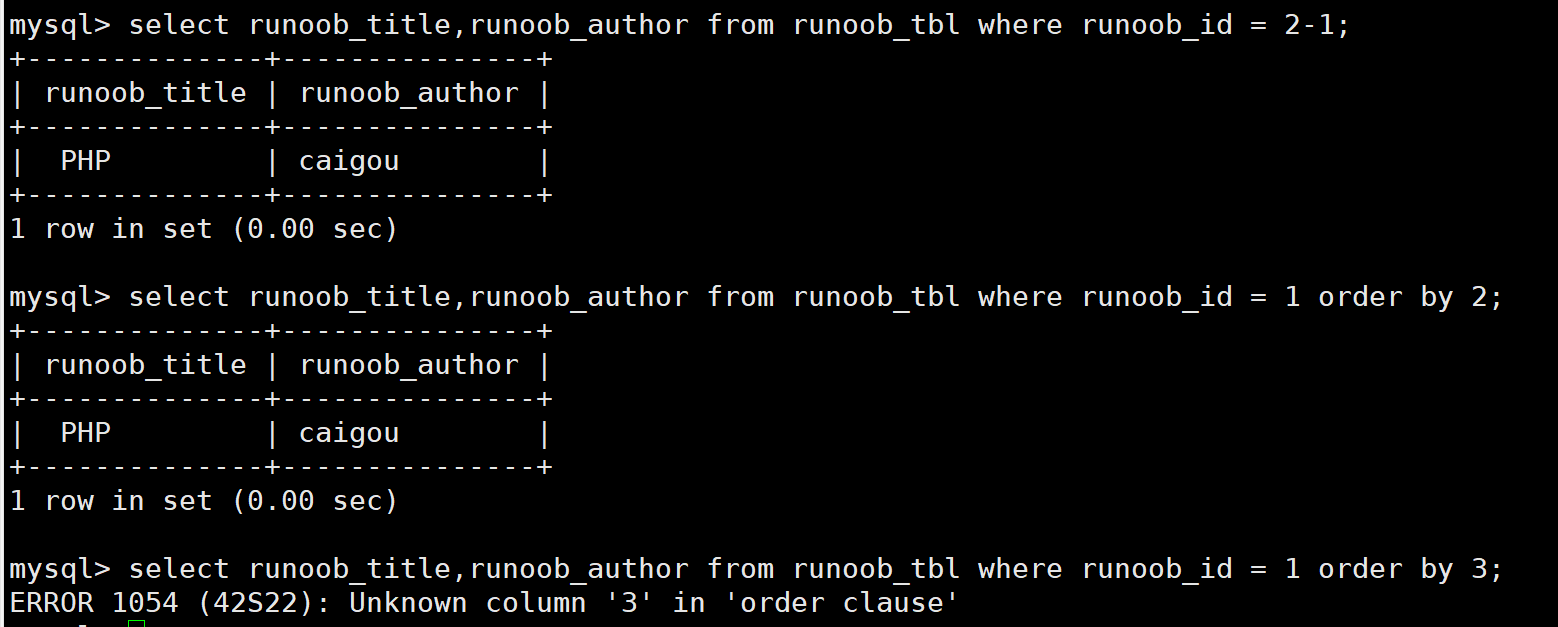 mysql> select runoob_title,runoob_author from runoob_tbl where runoob_id = 2-1;
+--------------+---------------+
| runoob_title | runoob_author |
+--------------+---------------+
|  PHP         | caigou        |
+--------------+---------------+
1 row in set (0.00 sec)
mysql> select runoob_title,runoob_author from runoob_tbl where runoob_id = 1 order by 2;
+--------------+---------------+
| runoob_title | runoob_author |
+--------------+---------------+
|  PHP         | caigou        |
+--------------+---------------+
1 row in set (0.00 sec)
mysql> select runoob_title,runoob_author from runoob_tbl where runoob_id = 1 order by 3;
ERROR 1054 (42S22): Unknown column '3' in 'order clause'